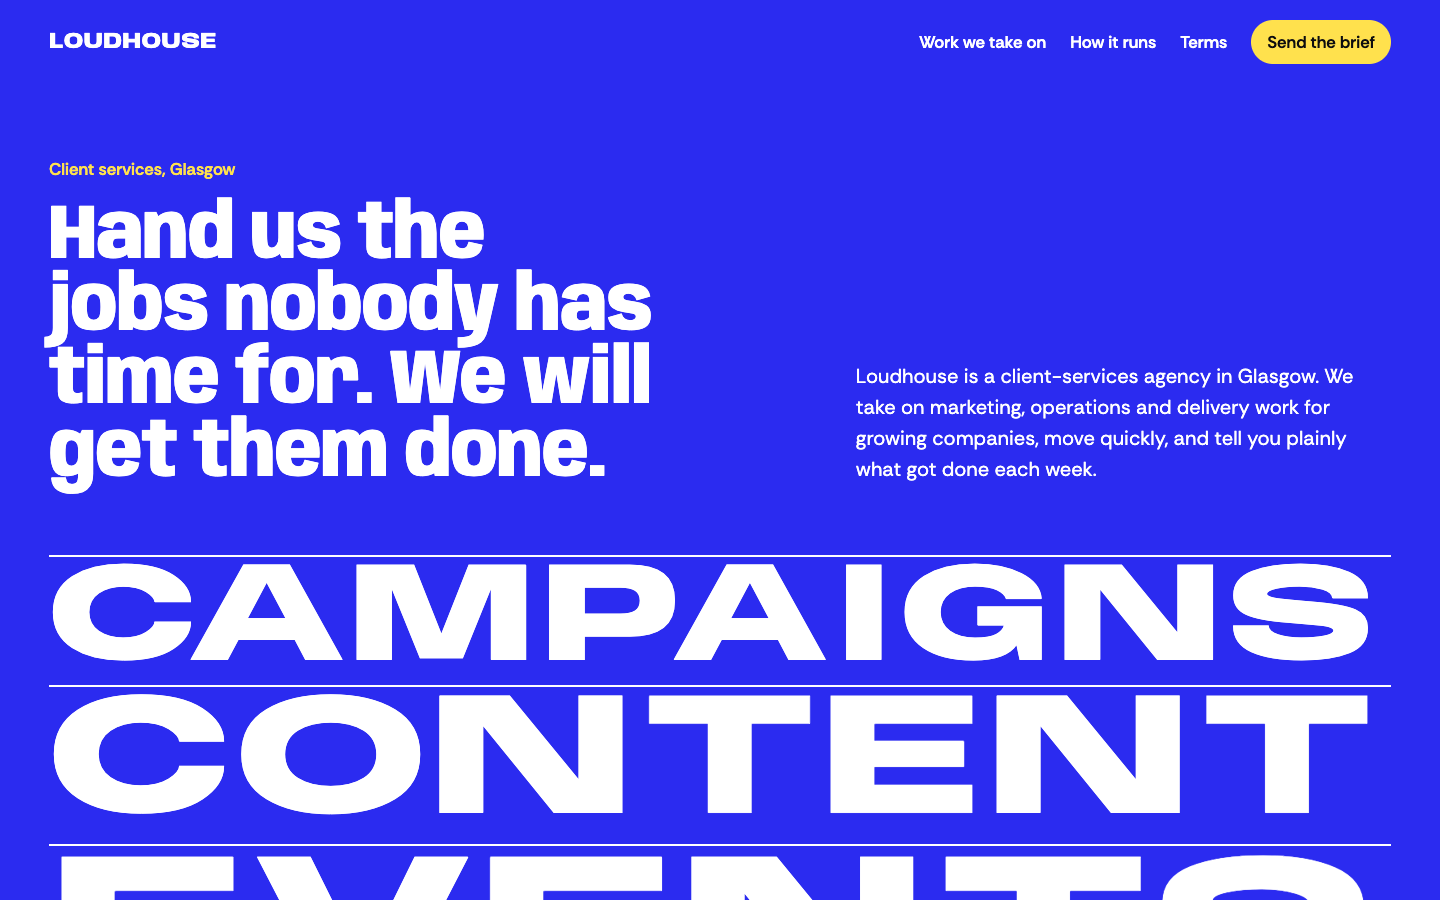 LOUDHOUSE
Work we take on
How it runs
Terms
Send the brief
Client services, Glasgow
Hand us the
jobs nobody has
time for. We will
get them done.
Loudhouse is a client-services agency in Glasgow. We
take on marketing, operations and delivery work for
growing companies, move quickly, and tell you plainly
what got done each week.
CAMPAIGNS
CONTENT
EVENTS